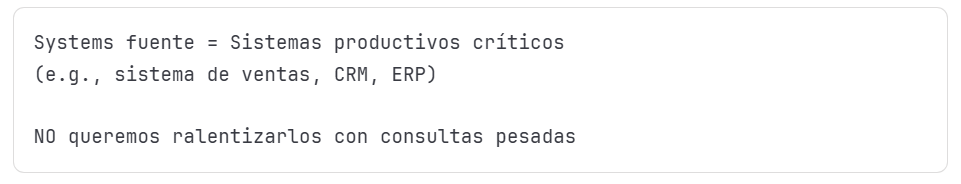 Systems fuente = Sistemas productivos críticos
(e.g., sistema de ventas, CRM, ERP)
NO queremos ralentizarlos con consultas pesadas